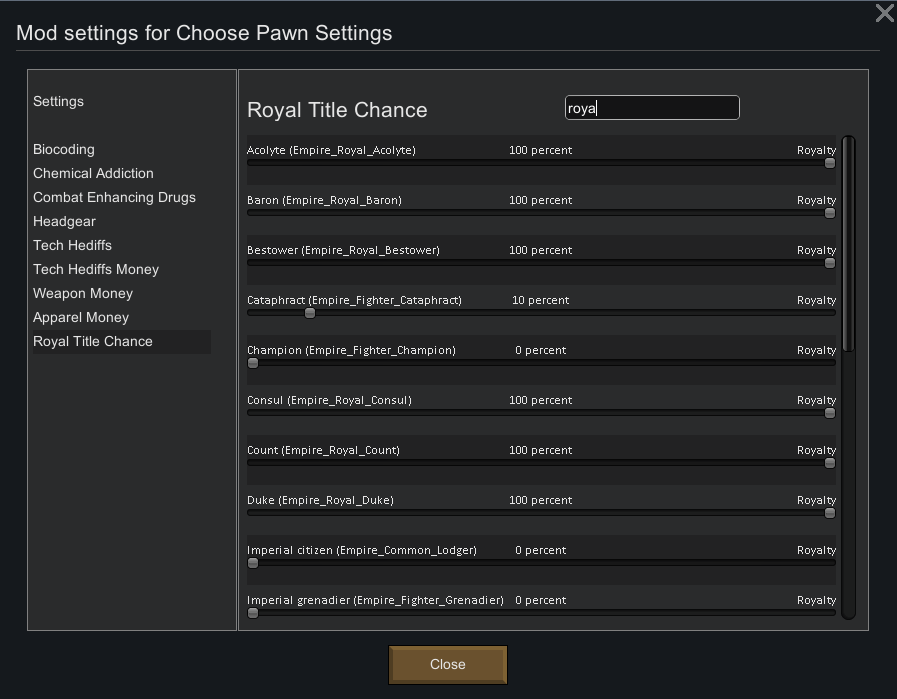 Mod settings for Choose Pawn Settings
Settings
Biocoding
Chemical Addiction
Combat Enhancing Drugs
Headgear
Tech Hediffs
Tech Hediffs Money
Weapon Money
Apparel Money
Royal Title Chance
Royal Title Chance roya
Acolyte (Empire_Royal_Acolyte) 100 percent Royalty
Baron (Empire_Royal_Baron) 100 percent Royalty
Bestower (Empire_Royal_Bestower) 100 percent Royalty
Cataphract (Empire_Fighter_Cataphract) 10 percent Royalty
Champion (Empire_Fighter_Champion) 0 percent Royalty
Consul (Empire_Royal_Consul) 100 percent Royalty
Count (Empire_Royal_Count) 100 percent Royalty
Duke (Empire_Royal_Duke) 100 percent Royalty
Imperial citizen (Empire_Common_Lodger) 0 percent Royalty
Imperial grenadier (Empire_Fighter_Grenadier) 0 percent Royalty
Close